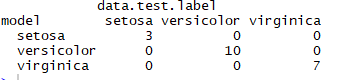 data.test.label
model setosa versicolor virginica
setosa 3 0 0
versicolor 0 10 0
virginica 0 0 7